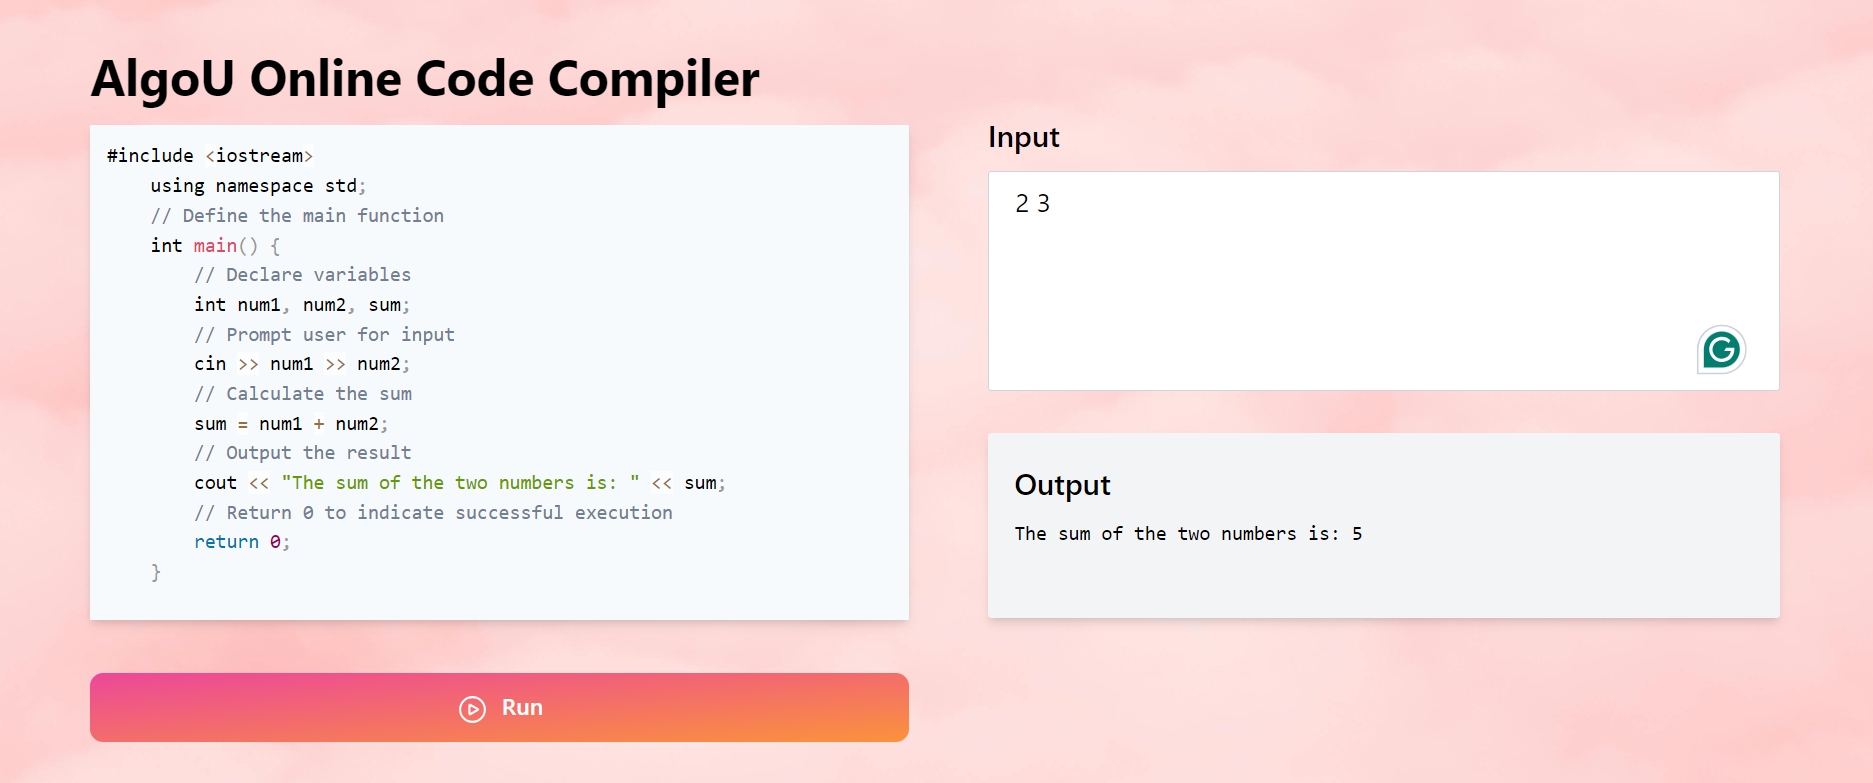 AlgoU Online Code Compiler
#include <iostream>
    using namespace std;
    // Define the main function
    int main() {
        // Declare variables
        int num1, num2, sum;
        // Prompt user for input
        cin >> num1 >> num2;
        // Calculate the sum
        sum = num1 + num2;
        // Output the result
        cout << "The sum of the two numbers is: " << sum;
        // Return 0 to indicate successful execution
        return 0;
    }
Run
Input
2 3
G
Output
The sum of the two numbers is: 5